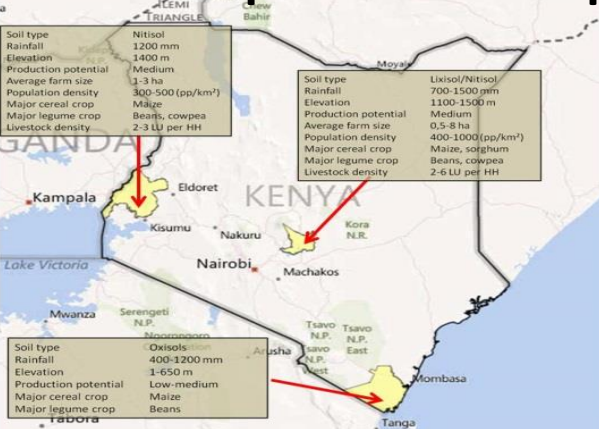 ILEMI
TRIANGLE
Chew
Bahir
Soil type Nitisol
Rainfall 1200 mm
Elevation 1400 m
Production potential Medium
Average farm size 1-3 ha
Population density 300-500 (pp/km²)
Major cereal crop Maize
Major legume crop Beans, cowpea
Livestock density 2-3 LU per HH
Moyale
Soil type Lixisol/Nitisol
Rainfall 700-1500 mm
Elevation 1100-1500 m
Production potential Medium
Average farm size 0,5-8 ha
Population density 400-1000 (pp/km²)
Major cereal crop Maize, sorghum
Major legume crop Beans, cowpea
Livestock density 2-6 LU per HH
GANDA
Kampala
Eldoret
KENYA
Kisumu
Nakuru
Kora
N.R.
Nairobi
Machakos
Lake Victoria
Mwanza
Serengeti
N.P.
Ngorongoro
Arusha
Tsavo
N.P.
West
Tsavo
N.P.
East
Soil type Oxisols
Rainfall 400-1200 mm
Elevation 1-650 m
Production potential Low-medium
Major cereal crop Maize
Major legume crop Beans
Mombasa
Tabora
Tanga